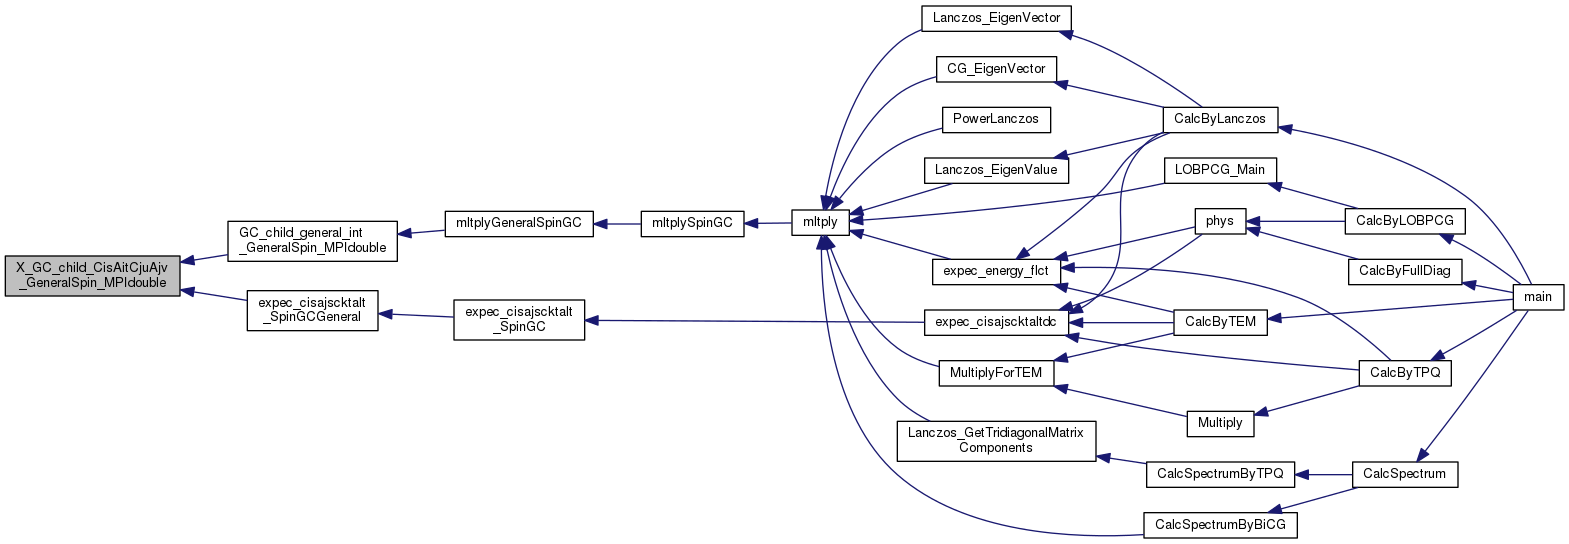 X_GC_child_CisAitCjuAjv
_GeneralSpin_MPIdouble
GC_child_general_int
_GeneralSpin_MPIdouble
expec_cisajscktalt
_SpinGCGeneral
mltplyGeneralSpinGC
expec_cisajscktalt
_SpinGC
mltplySpinGC
mltply
Lanczos_EigenVector
CG_EigenVector
PowerLanczos
Lanczos_EigenValue
expec_energy_flct
expec_cisajscktaltdc
MultiplyForTEM
Lanczos_GetTridiagonalMatrix
Components
CalcByLanczos
LOBPCG_Main
phys
CalcByTEM
Multiply
CalcSpectrumByTPQ
CalcSpectrumByBiCG
CalcByLOBPCG
CalcByFullDiag
CalcByTPQ
CalcSpectrum
main